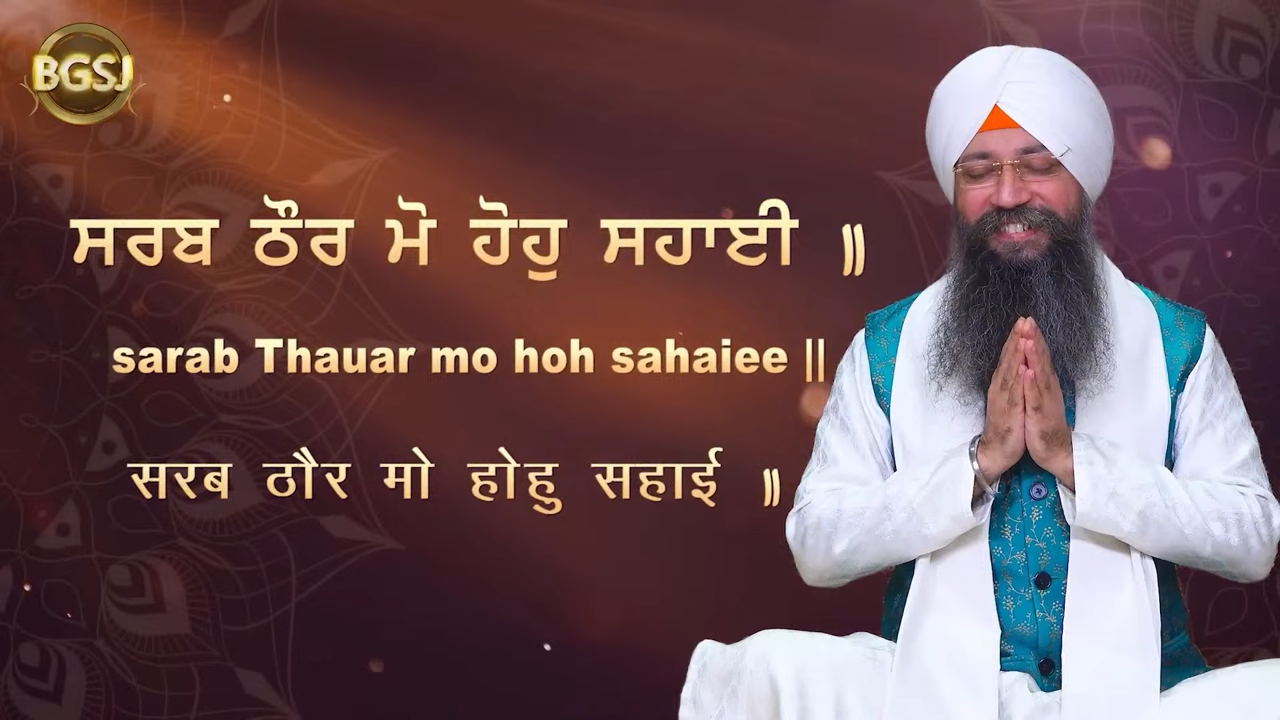 BGSJ
ਸਰਬ ਠੌਰ ਮੋ ਹੋਹੁ ਸਹਾਈ ॥
sarab Thauar mo hoh sahaiee ||
सरब ठौर मो होहु सहाई ॥